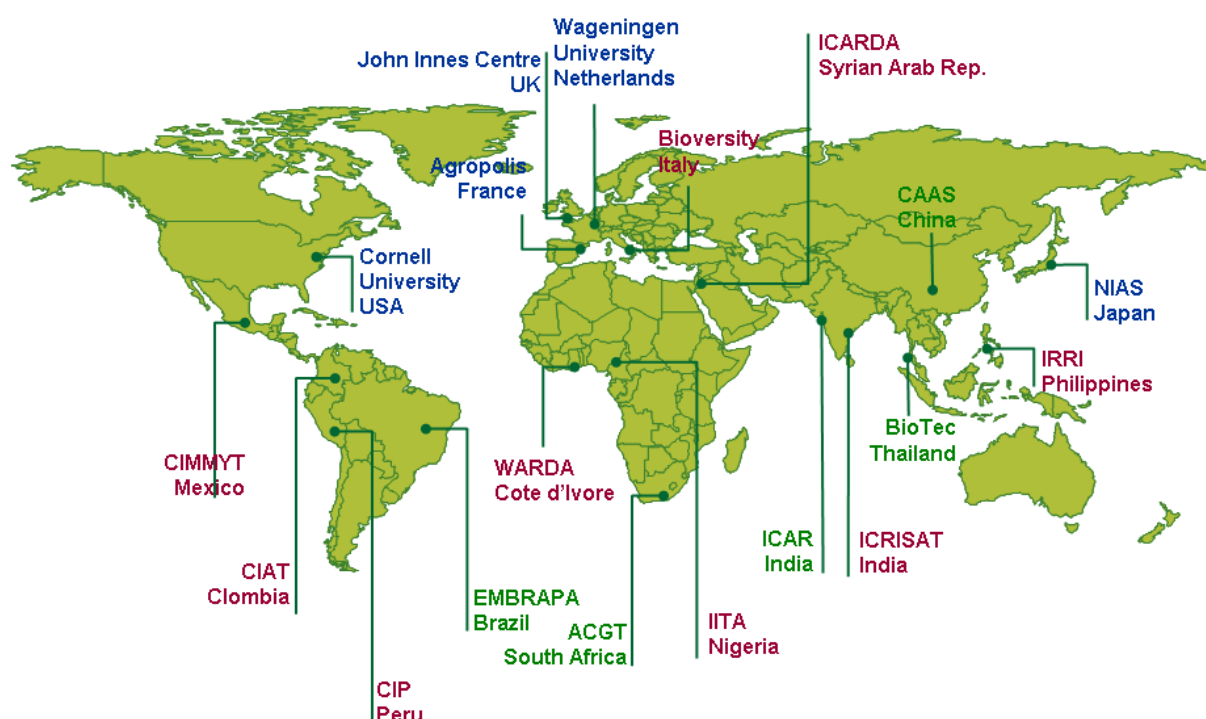 Wageningen
University
Netherlands
John Innes Centre
UK
ICARDA
Syrian Arab Rep.
Bioversity
Italy
Agropolis
France
CAAS
China
Cornell
University
USA
NIAS
Japan
IRRI
Philippines
BioTec
Thailand
CIMMYT
Mexico
WARDA
Cote d'Ivore
ICAR
India
ICRISAT
India
CIAT
Clombia
EMBRAPA
Brazil
ACGT
South Africa
IITA
Nigeria
CIP
Peru